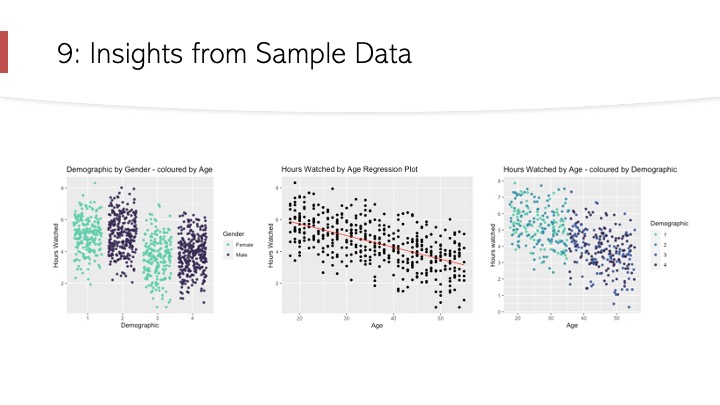 9: Insights from Sample Data
Demographic by Gender - coloured by Age
Hours Watched
8
6
4
2
1 2 3 4
Demographic
Gender
Female
Male
Hours Watched by Age Regression Plot
Hours Watched
8
6
4
2
20 30 40 50
Age
Hours Watched by Age - coloured by Demographic
Hours watched
8
7
6
5
4
3
2
1
0
20 30 40 50
Age
Demographic
1
2
3
4